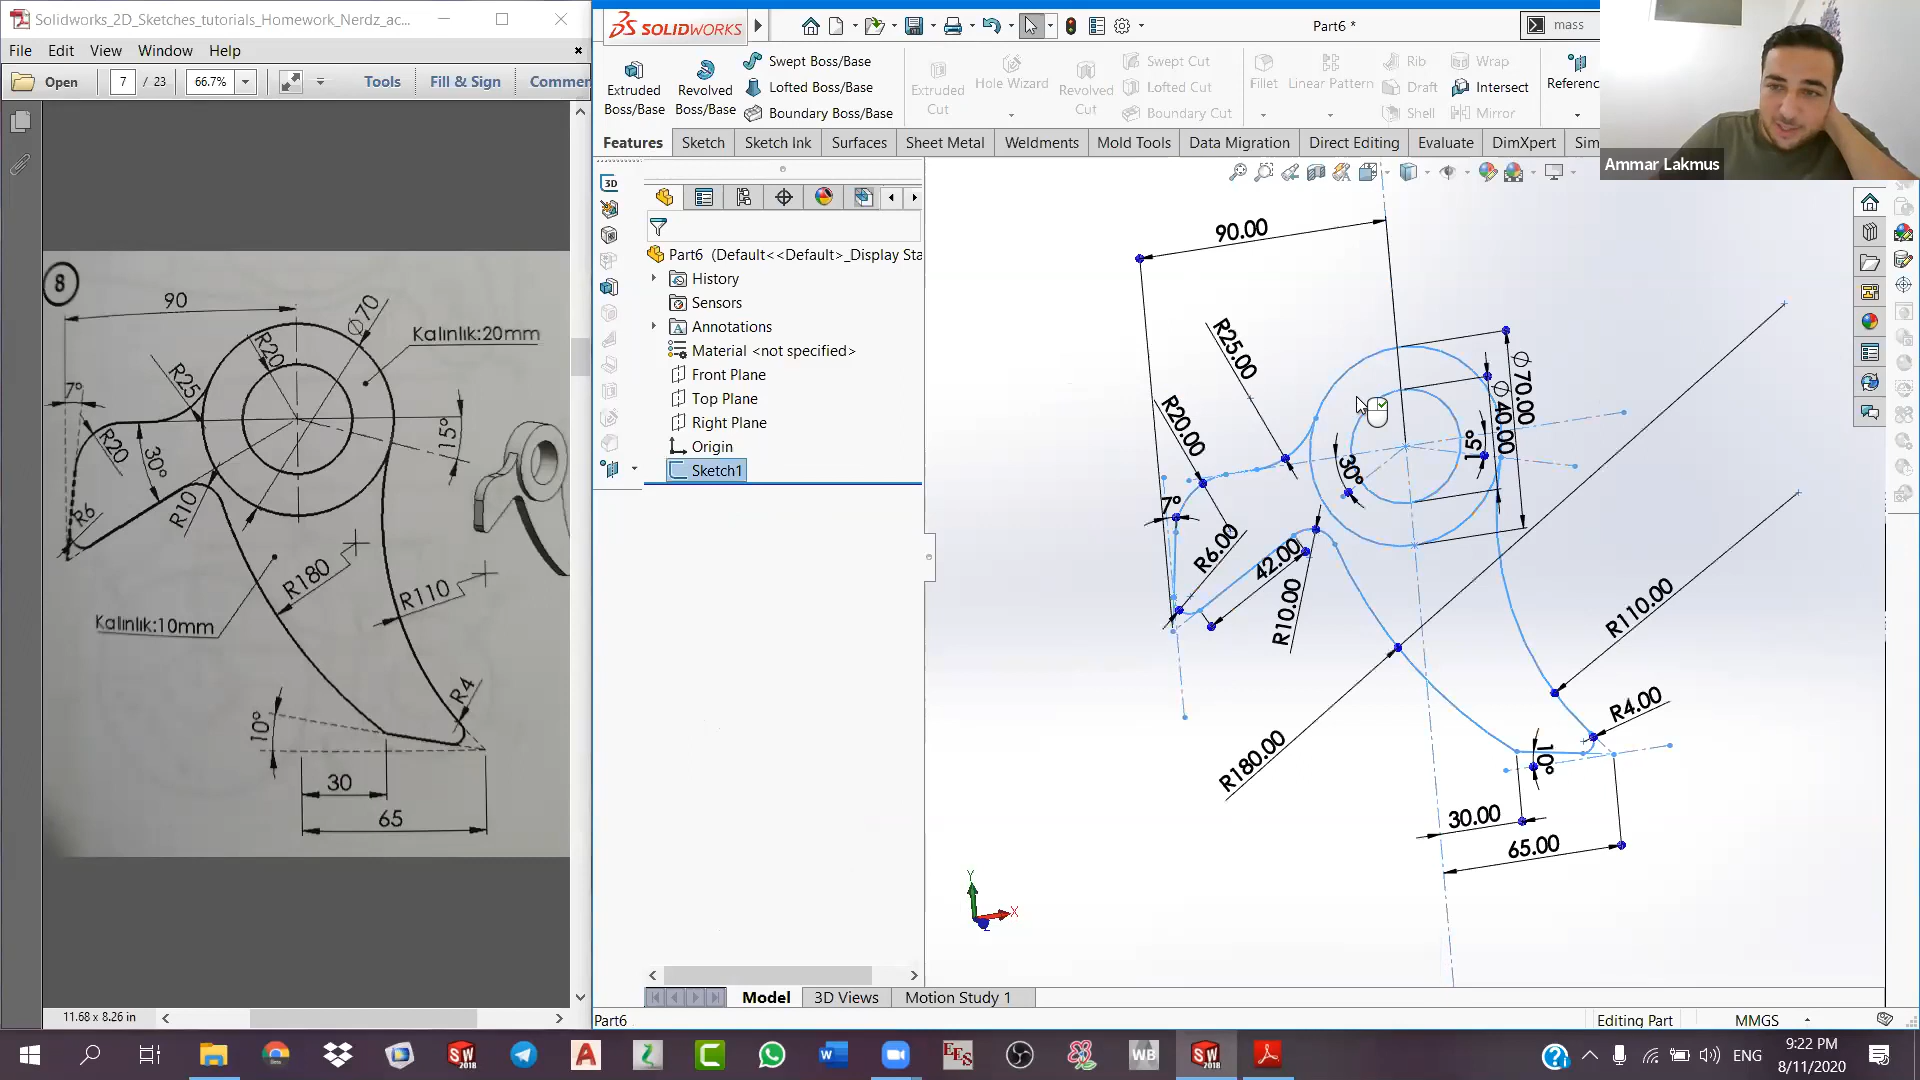 Solidworks_2D_Sketches_tutorials_Homework_Nerdz_ac...
File Edit View Window Help
Open 7 / 23 66.7% Tools Fill & Sign Commen
8
90
Ø70
Kalınlık:20mm
R20
R25
7°
R20
30°
15°
R6
R10
R180
R110
Kalınlık:10mm
R4
10°
30
65
11.68 x 8.26 in
SOLIDWORKS
Part6 *
mass
Extruded Boss/Base
Revolved Boss/Base
Swept Boss/Base
Lofted Boss/Base
Boundary Boss/Base
Extruded Cut
Hole Wizard
Revolved Cut
Swept Cut
Lofted Cut
Boundary Cut
Fillet
Linear Pattern
Rib
Draft
Shell
Wrap
Intersect
Mirror
Referenc
Features Sketch Sketch Ink Surfaces Sheet Metal Weldments Mold Tools Data Migration Direct Editing Evaluate DimXpert Sim
Ammar Lakmus
3D
Part6 (Default<<Default>_Display Sta
History
Sensors
Annotations
Material <not specified>
Front Plane
Top Plane
Right Plane
Origin
Sketch1
90.00
R25.00
Ø70.00
Ø40.00
R20.00
15°
30°
7°
R6.00
42.00
R10.00
R110.00
R4.00
R180.00
10°
30.00
65.00
Y
X
Z
Model 3D Views Motion Study 1
Part6 Editing Part MMGS
SW 2018
A
W
EES
WB
SW 2018
ENG
9:22 PM
8/11/2020